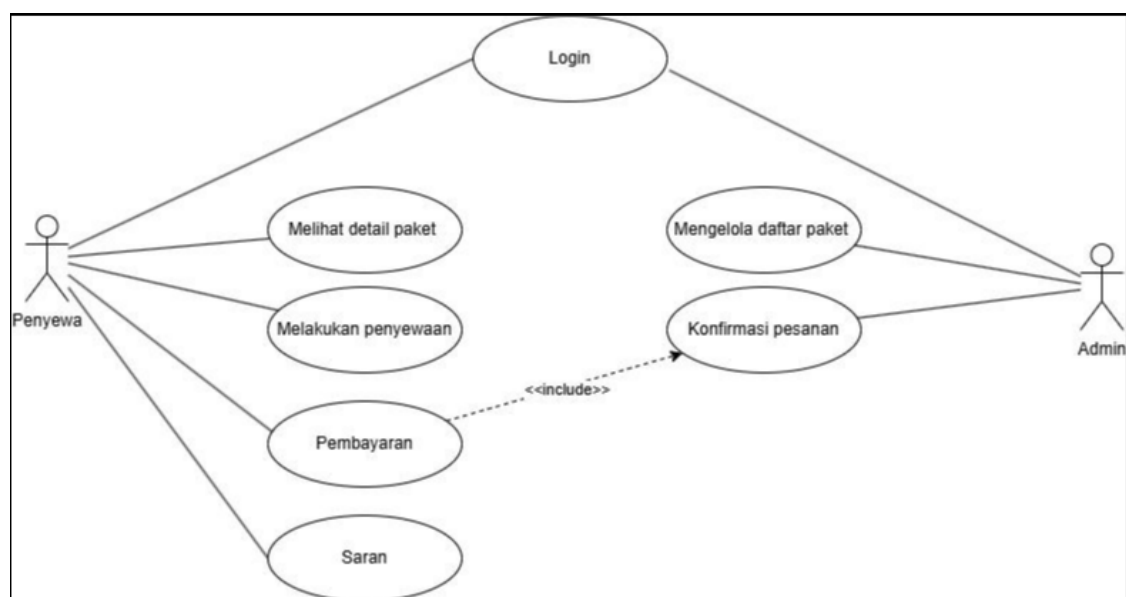 Login
Melihat detail paket
Mengelola daftar paket
Penyewa
Melakukan penyewaan
Konfirmasi pesanan
Admin
<<include>>
Pembayaran
Saran